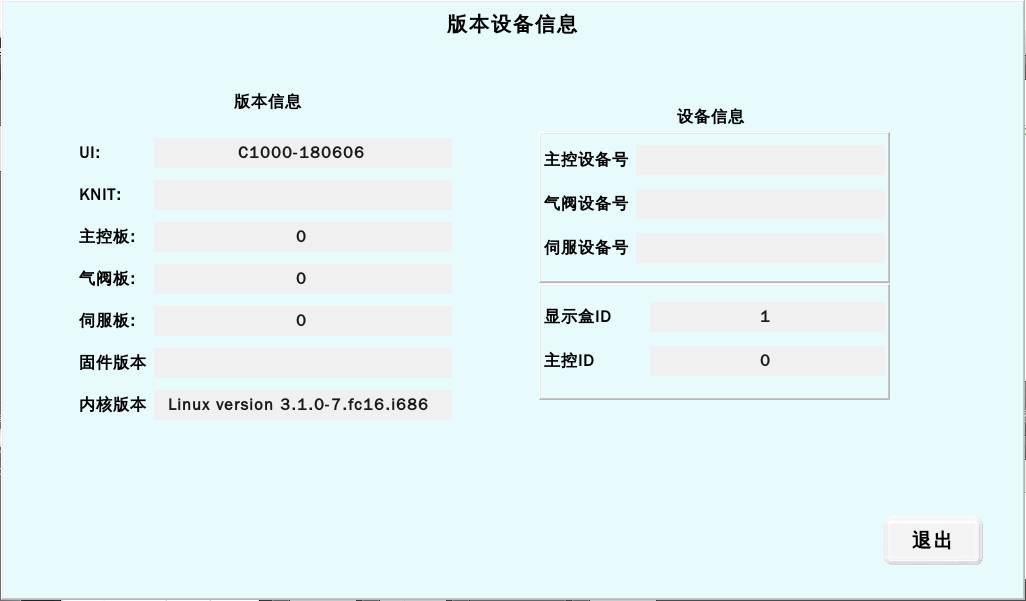 版本设备信息
版本信息
UI: C1000-180606
KNIT:
主控板: 0
气阀板: 0
伺服板: 0
固件版本
内核版本 Linux version 3.1.0-7.fc16.i686
设备信息
主控设备号
气阀设备号
伺服设备号
显示盒ID 1
主控ID 0
退出